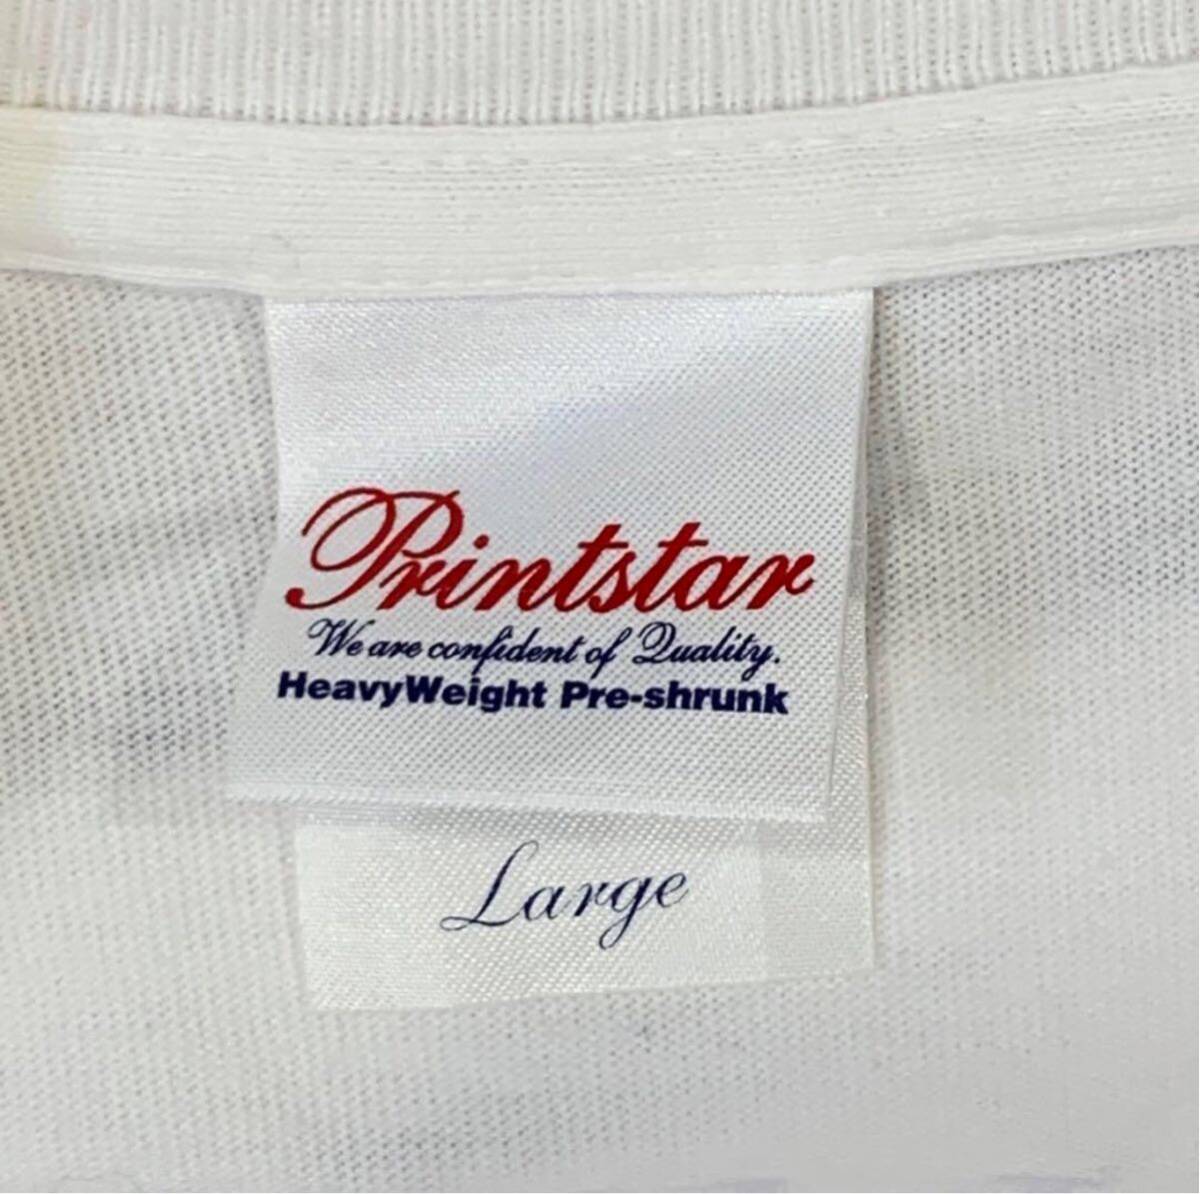 Printstar
We are confident of Quality.
HeavyWeight Pre-shrunk
Large